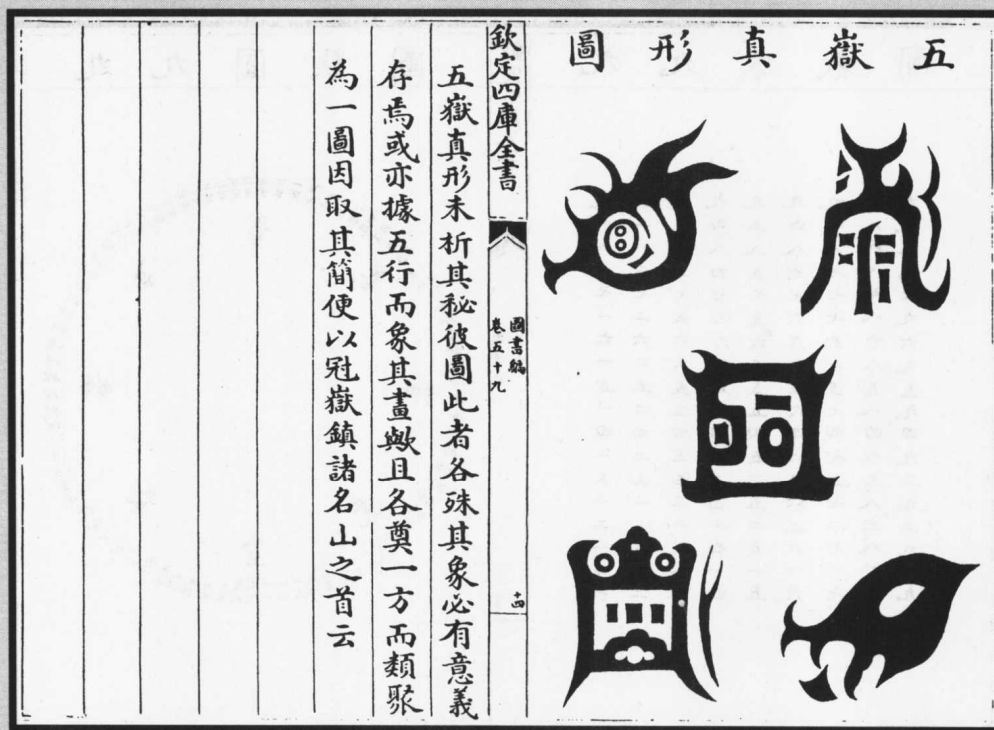 五嶽真形圖
欽定四庫全書
圖書編
卷五十九
十四
五嶽真形未析其秘彼圖此者各殊其象必有意義
存焉或亦據五行而象其畫歟且各奠一方而類聚
為一圖因取其簡便以冠嶽鎮諸名山之首云